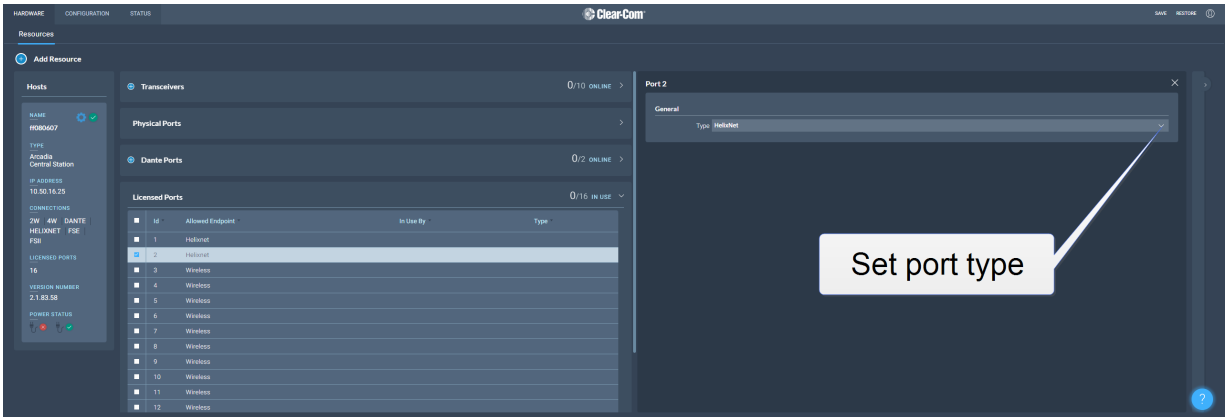 HARDWARE CONFIGURATION STATUS Clear-Com SAVE RESTORE
Resources
Add Resource
Hosts
NAME
ff080607
TYPE
Arcadia
Central Station
IP ADDRESS
10.50.16.25
CONNECTIONS
2W 4W DANTE
HELIXNET FSE
FSII
LICENSED PORTS
16
VERSION NUMBER
2.1.83.58
POWER STATUS
Transceivers 0/10 ONLINE
Physical Ports
Dante Ports 0/2 ONLINE
Licensed Ports 0/16 IN USE
Id Allowed Endpoint In Use By Type
1 Helixnet
2 Helixnet
3 Wireless
4 Wireless
5 Wireless
6 Wireless
7 Wireless
8 Wireless
9 Wireless
10 Wireless
11 Wireless
12 Wireless
Port 2
General
Type HelixNet
Set port type
?